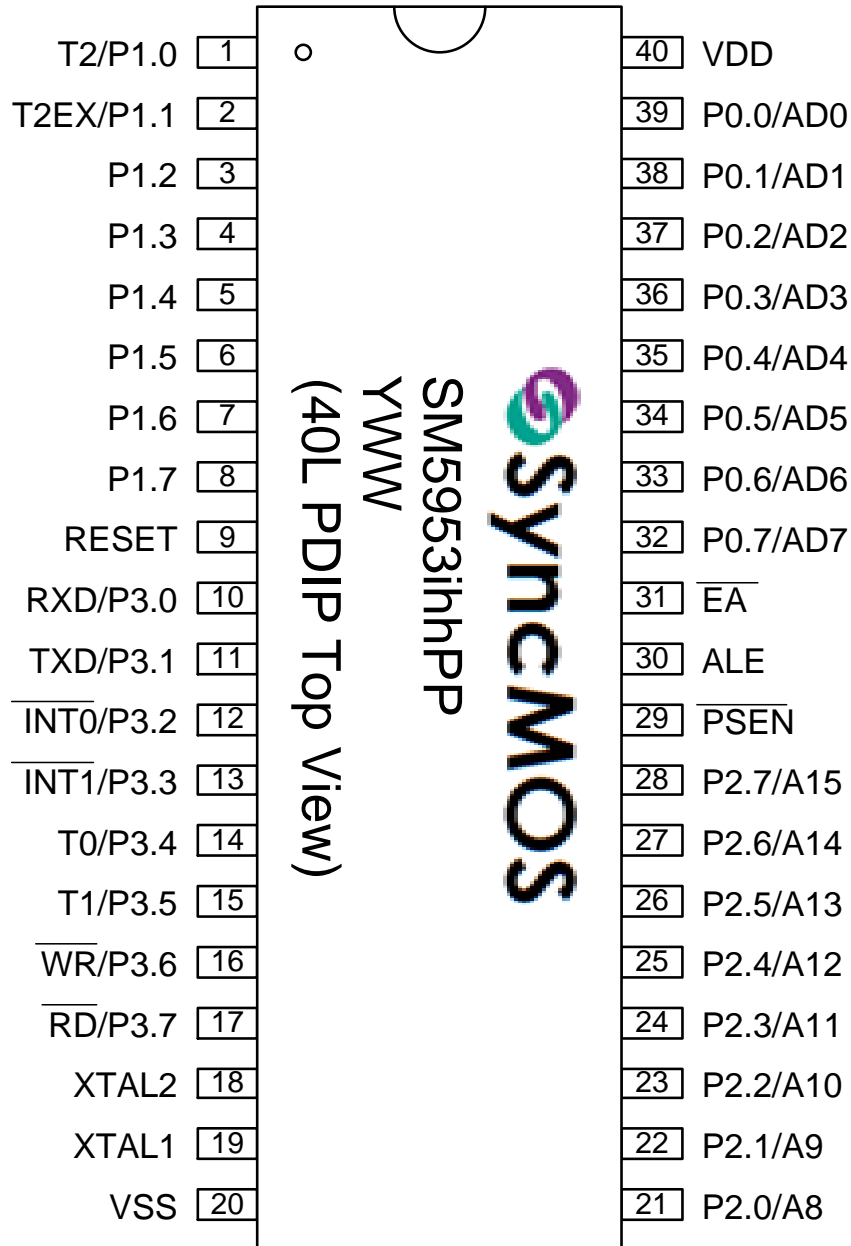 T2/P1.0 1
T2EX/P1.1 2
P1.2 3
P1.3 4
P1.4 5
P1.5 6
P1.6 7
P1.7 8
RESET 9
RXD/P3.0 10
TXD/P3.1 11
INT0/P3.2 12
INT1/P3.3 13
T0/P3.4 14
T1/P3.5 15
WR/P3.6 16
RD/P3.7 17
XTAL2 18
XTAL1 19
VSS 20
SyncMOS
SM5953ihhPP
YWW
(40L PDIP Top View)
40 VDD
39 P0.0/AD0
38 P0.1/AD1
37 P0.2/AD2
36 P0.3/AD3
35 P0.4/AD4
34 P0.5/AD5
33 P0.6/AD6
32 P0.7/AD7
31 EA
30 ALE
29 PSEN
28 P2.7/A15
27 P2.6/A14
26 P2.5/A13
25 P2.4/A12
24 P2.3/A11
23 P2.2/A10
22 P2.1/A9
21 P2.0/A8